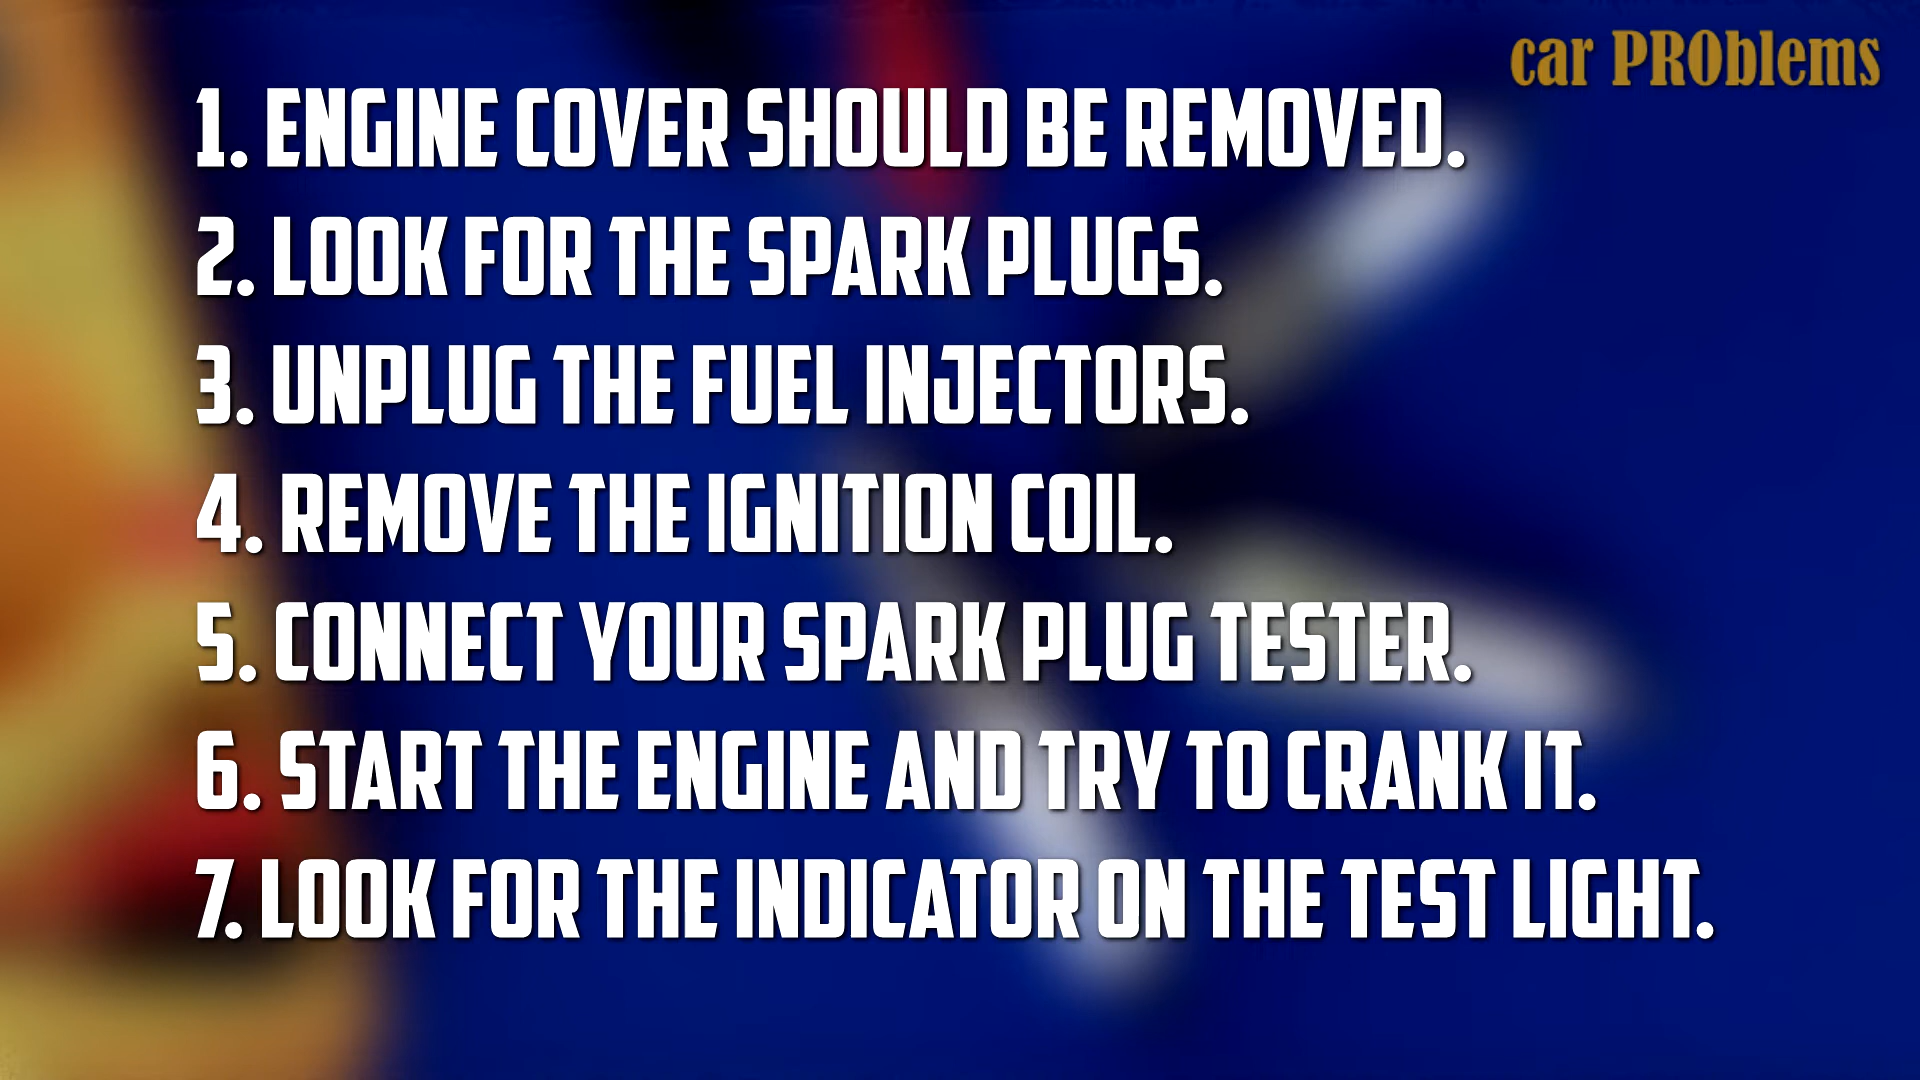 car PROblems
1. ENGINE COVER SHOULD BE REMOVED.
2. LOOK FOR THE SPARK PLUGS.
3. UNPLUG THE FUEL INJECTORS.
4. REMOVE THE IGNITION COIL.
5. CONNECT YOUR SPARK PLUG TESTER.
6. START THE ENGINE AND TRY TO CRANK IT.
7. LOOK FOR THE INDICATOR ON THE TEST LIGHT.